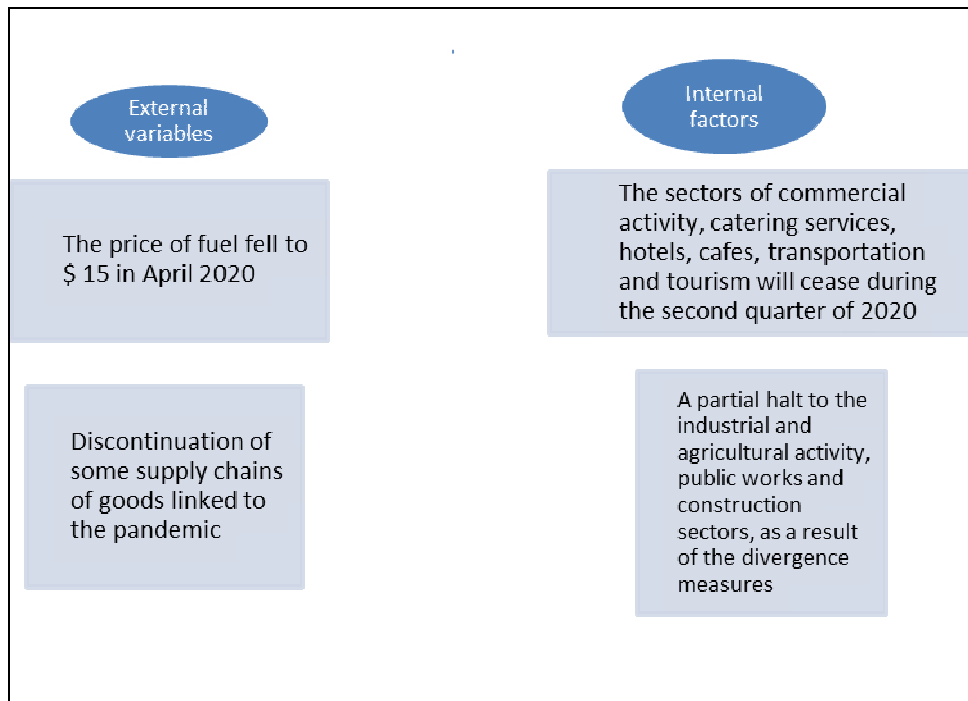 External
variables
The price of fuel fell to
$ 15 in April 2020
Discontinuation of
some supply chains
of goods linked to
the pandemic
Internal
factors
The sectors of commercial
activity, catering services,
hotels, cafes, transportation
and tourism will cease during
the second quarter of 2020
A partial halt to the
industrial and
agricultural activity,
public works and
construction
sectors, as a result
of the divergence
measures